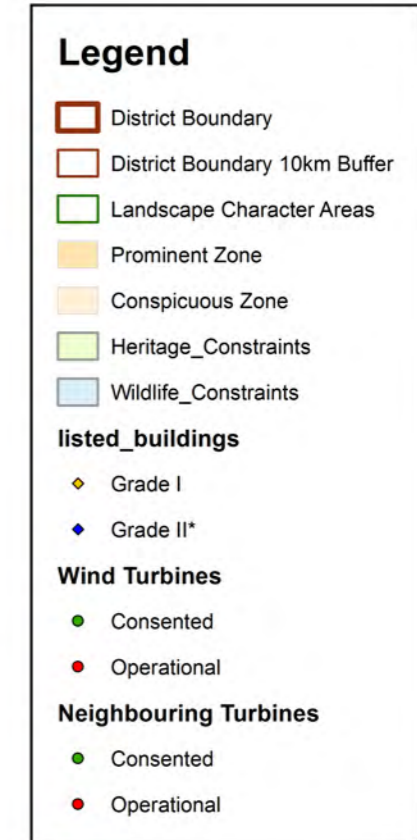 Legend
District Boundary
District Boundary 10km Buffer
Landscape Character Areas
Prominent Zone
Conspicuous Zone
Heritage_Constraints
Wildlife_Constraints
listed_buildings
Grade I
Grade II*
Wind Turbines
Consented
Operational
Neighbouring Turbines
Consented
Operational